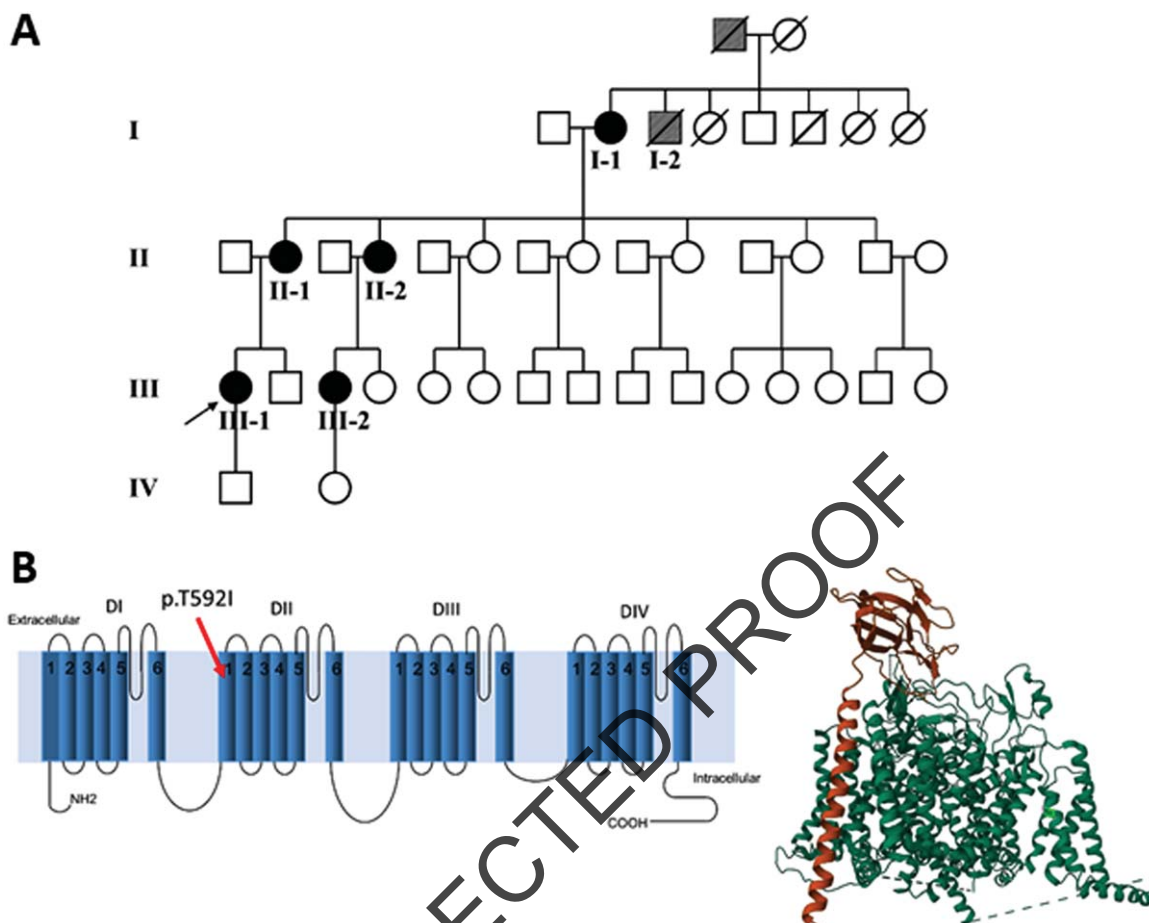 A
I
I-1 I-2
II
II-1 II-2
III
III-1 III-2
IV
B
Extracellular
DI
p.T592I
DII
DIII
DIV
1 2 3 4 5 6 1 2 3 4 5 6 1 2 3 4 5 6 1 2 3 4 5 6
NH2
Intracellular
COOH
ECTED PROOF